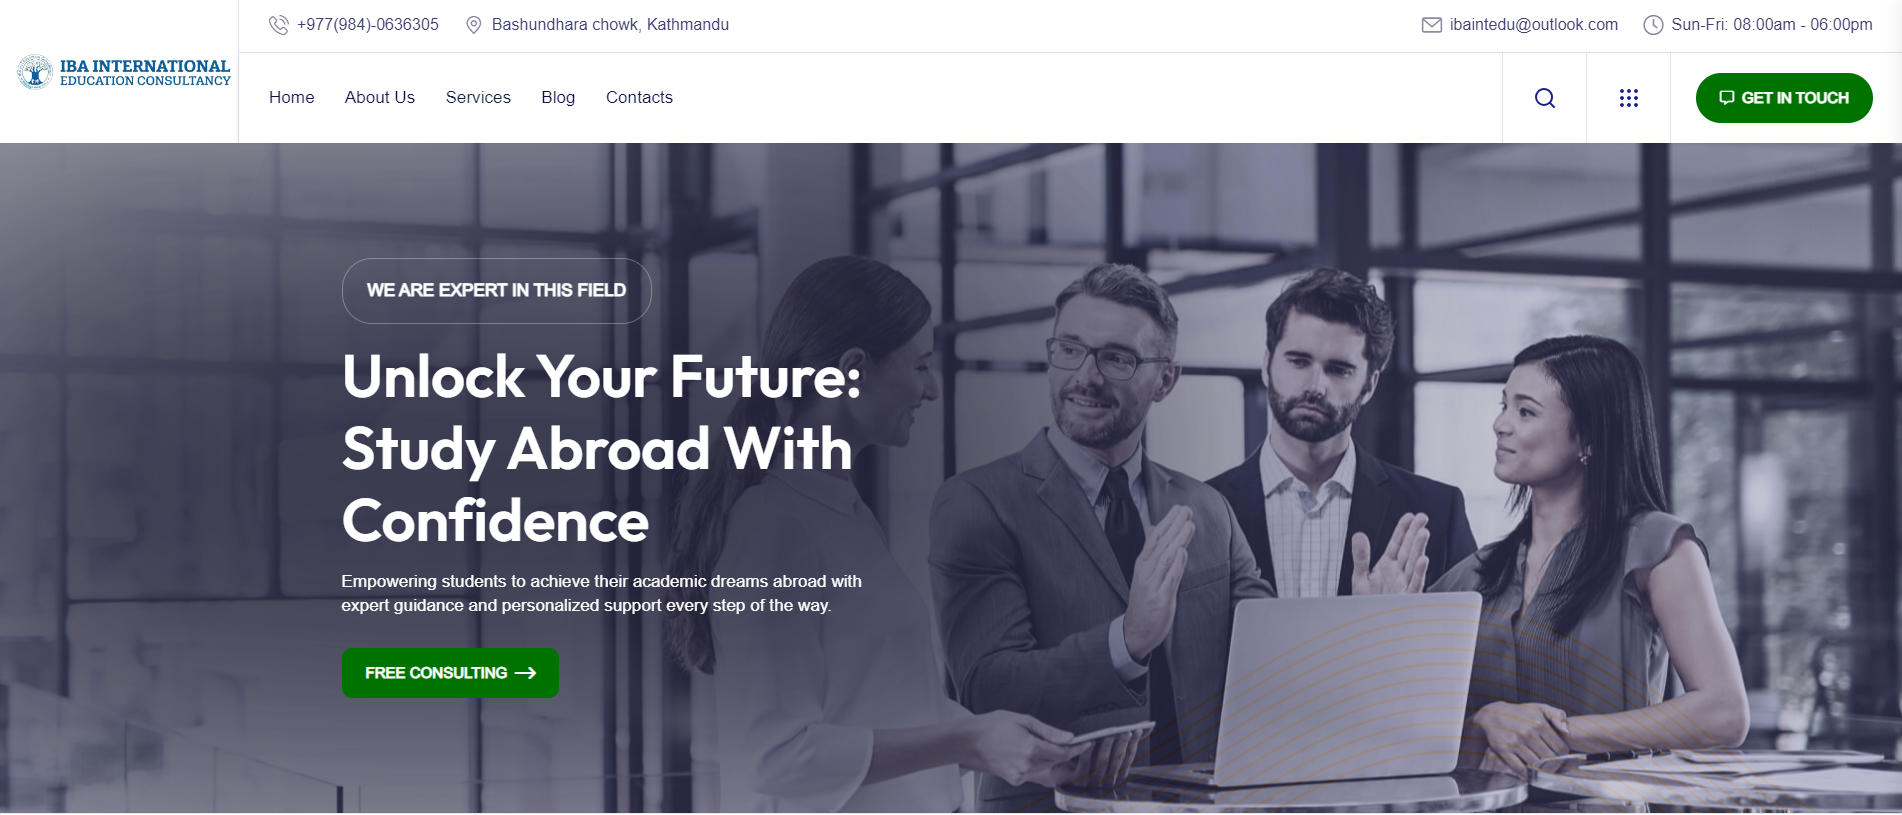 +977(984)-0636305
Bashundhara chowk, Kathmandu
ibaintedu@outlook.com
Sun-Fri: 08:00am - 06:00pm
IBA INTERNATIONAL
EDUCATION CONSULTANCY
Home
About Us
Services
Blog
Contacts
GET IN TOUCH
WE ARE EXPERT IN THIS FIELD
Unlock Your Future:
Study Abroad With
Confidence
Empowering students to achieve their academic dreams abroad with
expert guidance and personalized support every step of the way.
FREE CONSULTING